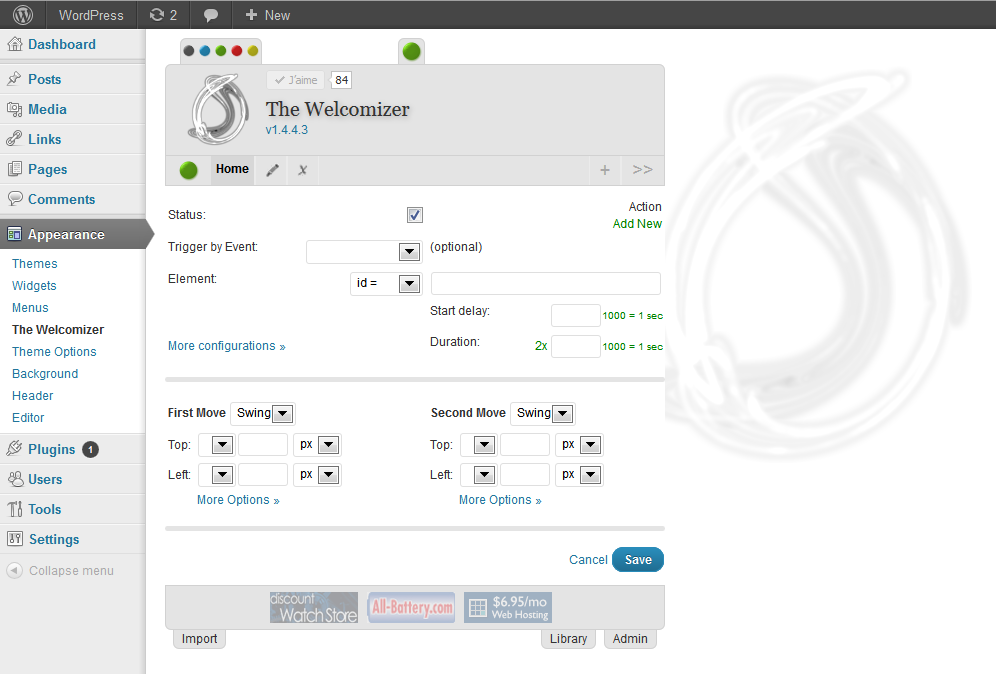 WordPress 2 New
Dashboard
Posts
Media
Links
Pages
Comments
Appearance
Themes
Widgets
Menus
The Welcomizer
Theme Options
Background
Header
Editor
Plugins 1
Users
Tools
Settings
Collapse menu
J'aime 84
The Welcomizer
v1.4.4.3
Home x + >>
Status:
Action
Add New
Trigger by Event: (optional)
Element: id =
Start delay: 1000 = 1 sec
More configurations »
Duration: 2x 1000 = 1 sec
First Move Swing
Top: px
Left: px
More Options »
Second Move Swing
Top: px
Left: px
More Options »
Cancel Save
discount
Watch Store
All-Battery.com
$6.95/mo
Web Hosting
Import Library Admin